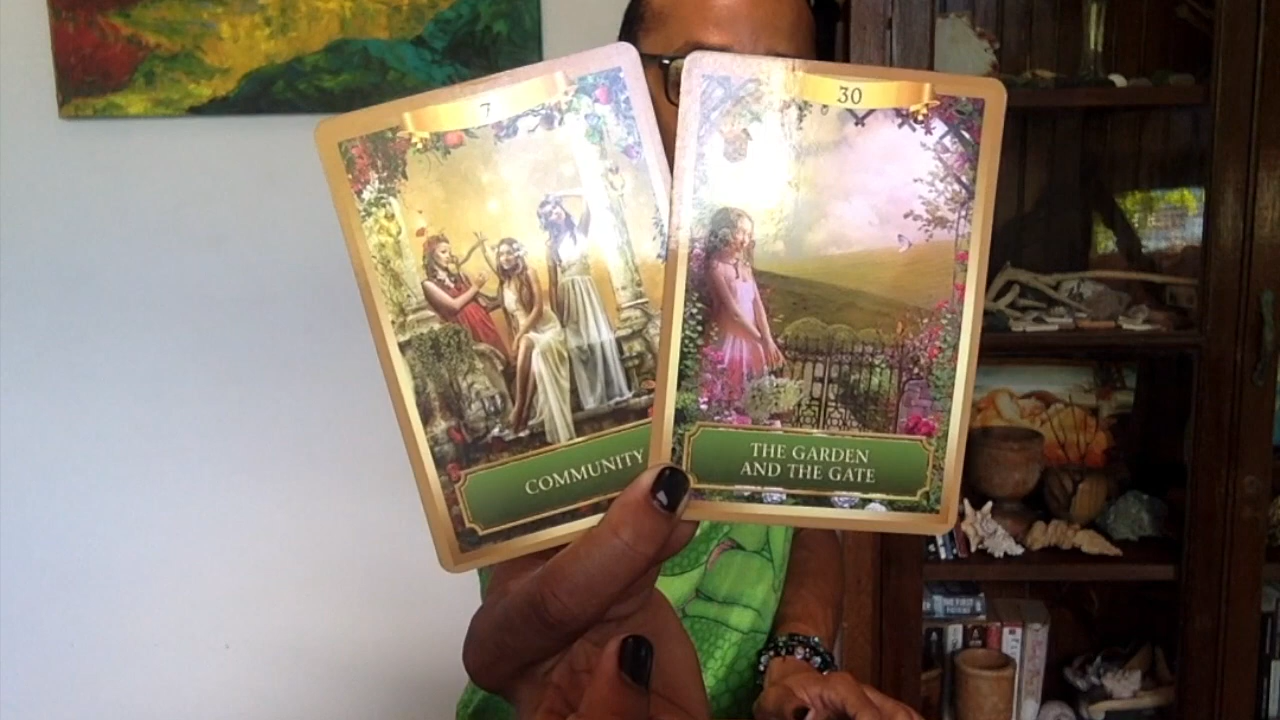 7
COMMUNITY
30
THE GARDEN
AND THE GATE